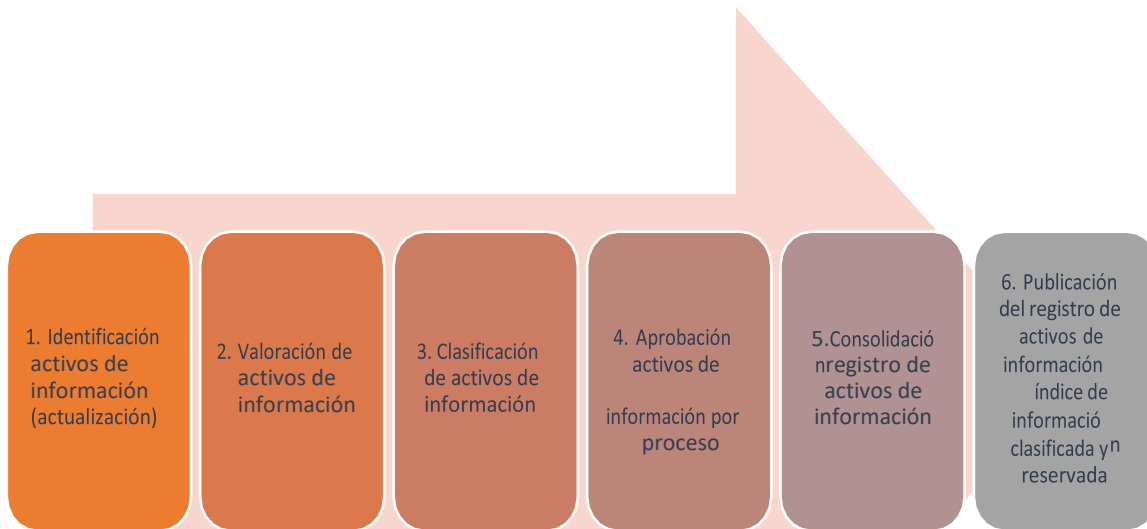 1. Identificación
activos de
información
(actualización)
2. Valoración de
activos de
información
3. Clasificación
de activos de
información
4. Aprobación
activos de
información por
proceso
5.Consolidació
nregistro de
activos de
información
6. Publicación
del registro de
activos de
información
índice de
informació
clasificada y n
reservada